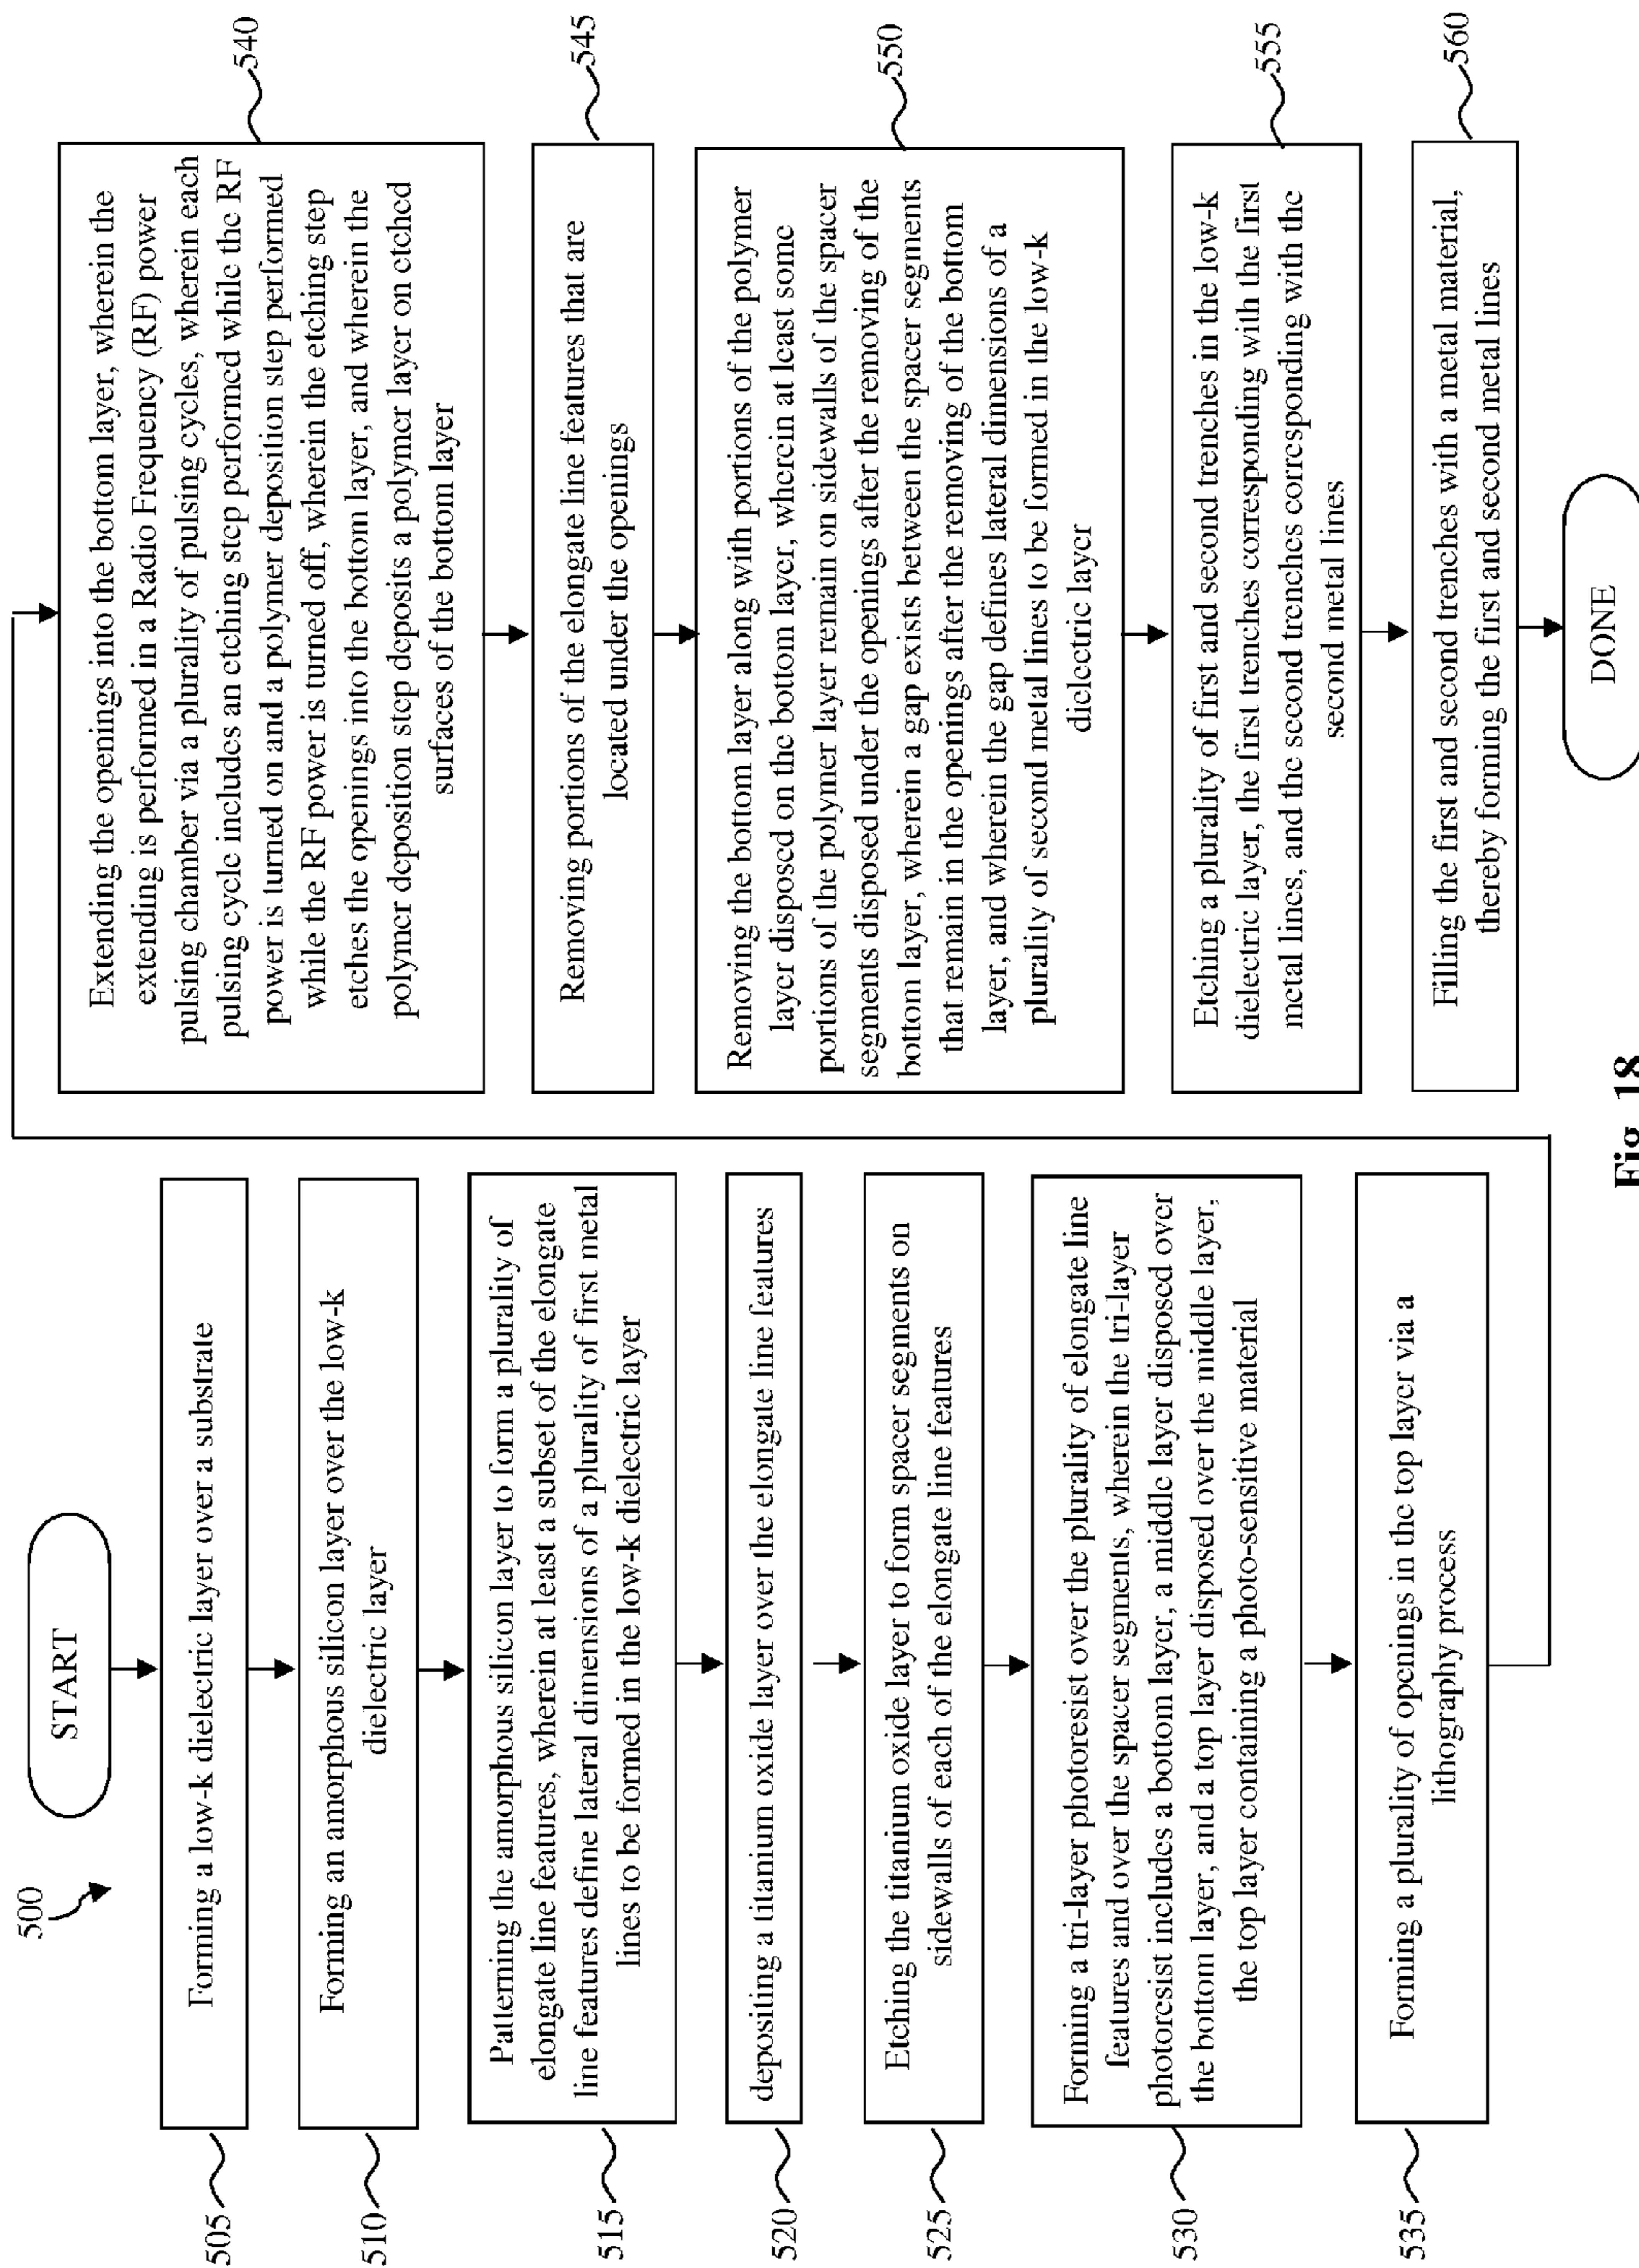 500
START
505
Forming a low-k dielectric layer over a substrate
510
Forming an amorphous silicon layer over the low-k
dielectric layer
515
Patterning the amorphous silicon layer to form a plurality of
elongate line features, wherein at least a subset of the elongate
line features define lateral dimensions of a plurality of first metal
lines to be formed in the low-k dielectric layer
520
depositing a titanium oxide layer over the elongate line features
525
Etching the titanium oxide layer to form spacer segments on
sidewalls of each of the elongate line features
530
Forming a tri-layer photoresist over the plurality of elongate line
features and over the spacer segments, wherein the tri-layer
photoresist includes a bottom layer, a middle layer disposed over
the bottom layer, and a top layer disposed over the middle layer,
the top layer containing a photo-sensitive material
535
Forming a plurality of openings in the top layer via a
lithography process
Extending the openings into the bottom layer, wherein the
extending is performed in a Radio Frequency (RF) power
pulsing chamber via a plurality of pulsing cycles, wherein each
pulsing cycle includes an etching step performed while the RF
power is turned on and a polymer deposition step performed
while the RF power is turned off, wherein the etching step
etches the openings into the bottom layer, and wherein the
polymer deposition step deposits a polymer layer on etched
surfaces of the bottom layer
540
Removing portions of the elongate line features that are
located under the openings
545
Removing the bottom layer along with portions of the polymer
layer disposed on the bottom layer, wherein at least some
portions of the polymer layer remain on sidewalls of the spacer
segments disposed under the openings after the removing of the
bottom layer, wherein a gap exists between the spacer segments
that remain in the openings after the removing of the bottom
layer, and wherein the gap defines lateral dimensions of a
plurality of second metal lines to be formed in the low-k
dielectric layer
550
Etching a plurality of first and second trenches in the low-k
dielectric layer, the first trenches corresponding with the first
metal lines, and the second trenches corresponding with the
second metal lines
555
Filling the first and second trenches with a metal material,
thereby forming the first and second metal lines
560
DONE
Fig. 18